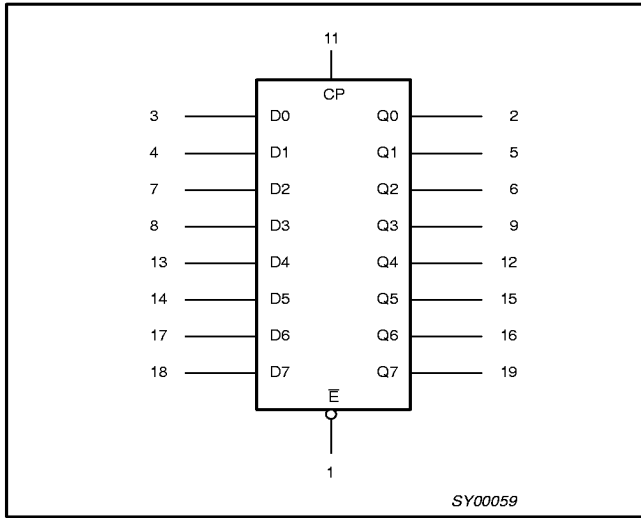 11
CP
3 D0 Q0 2
4 D1 Q1 5
7 D2 Q2 6
8 D3 Q3 9
13 D4 Q4 12
14 D5 Q5 15
17 D6 Q6 16
18 D7 Q7 19
E̅
1
SY00059